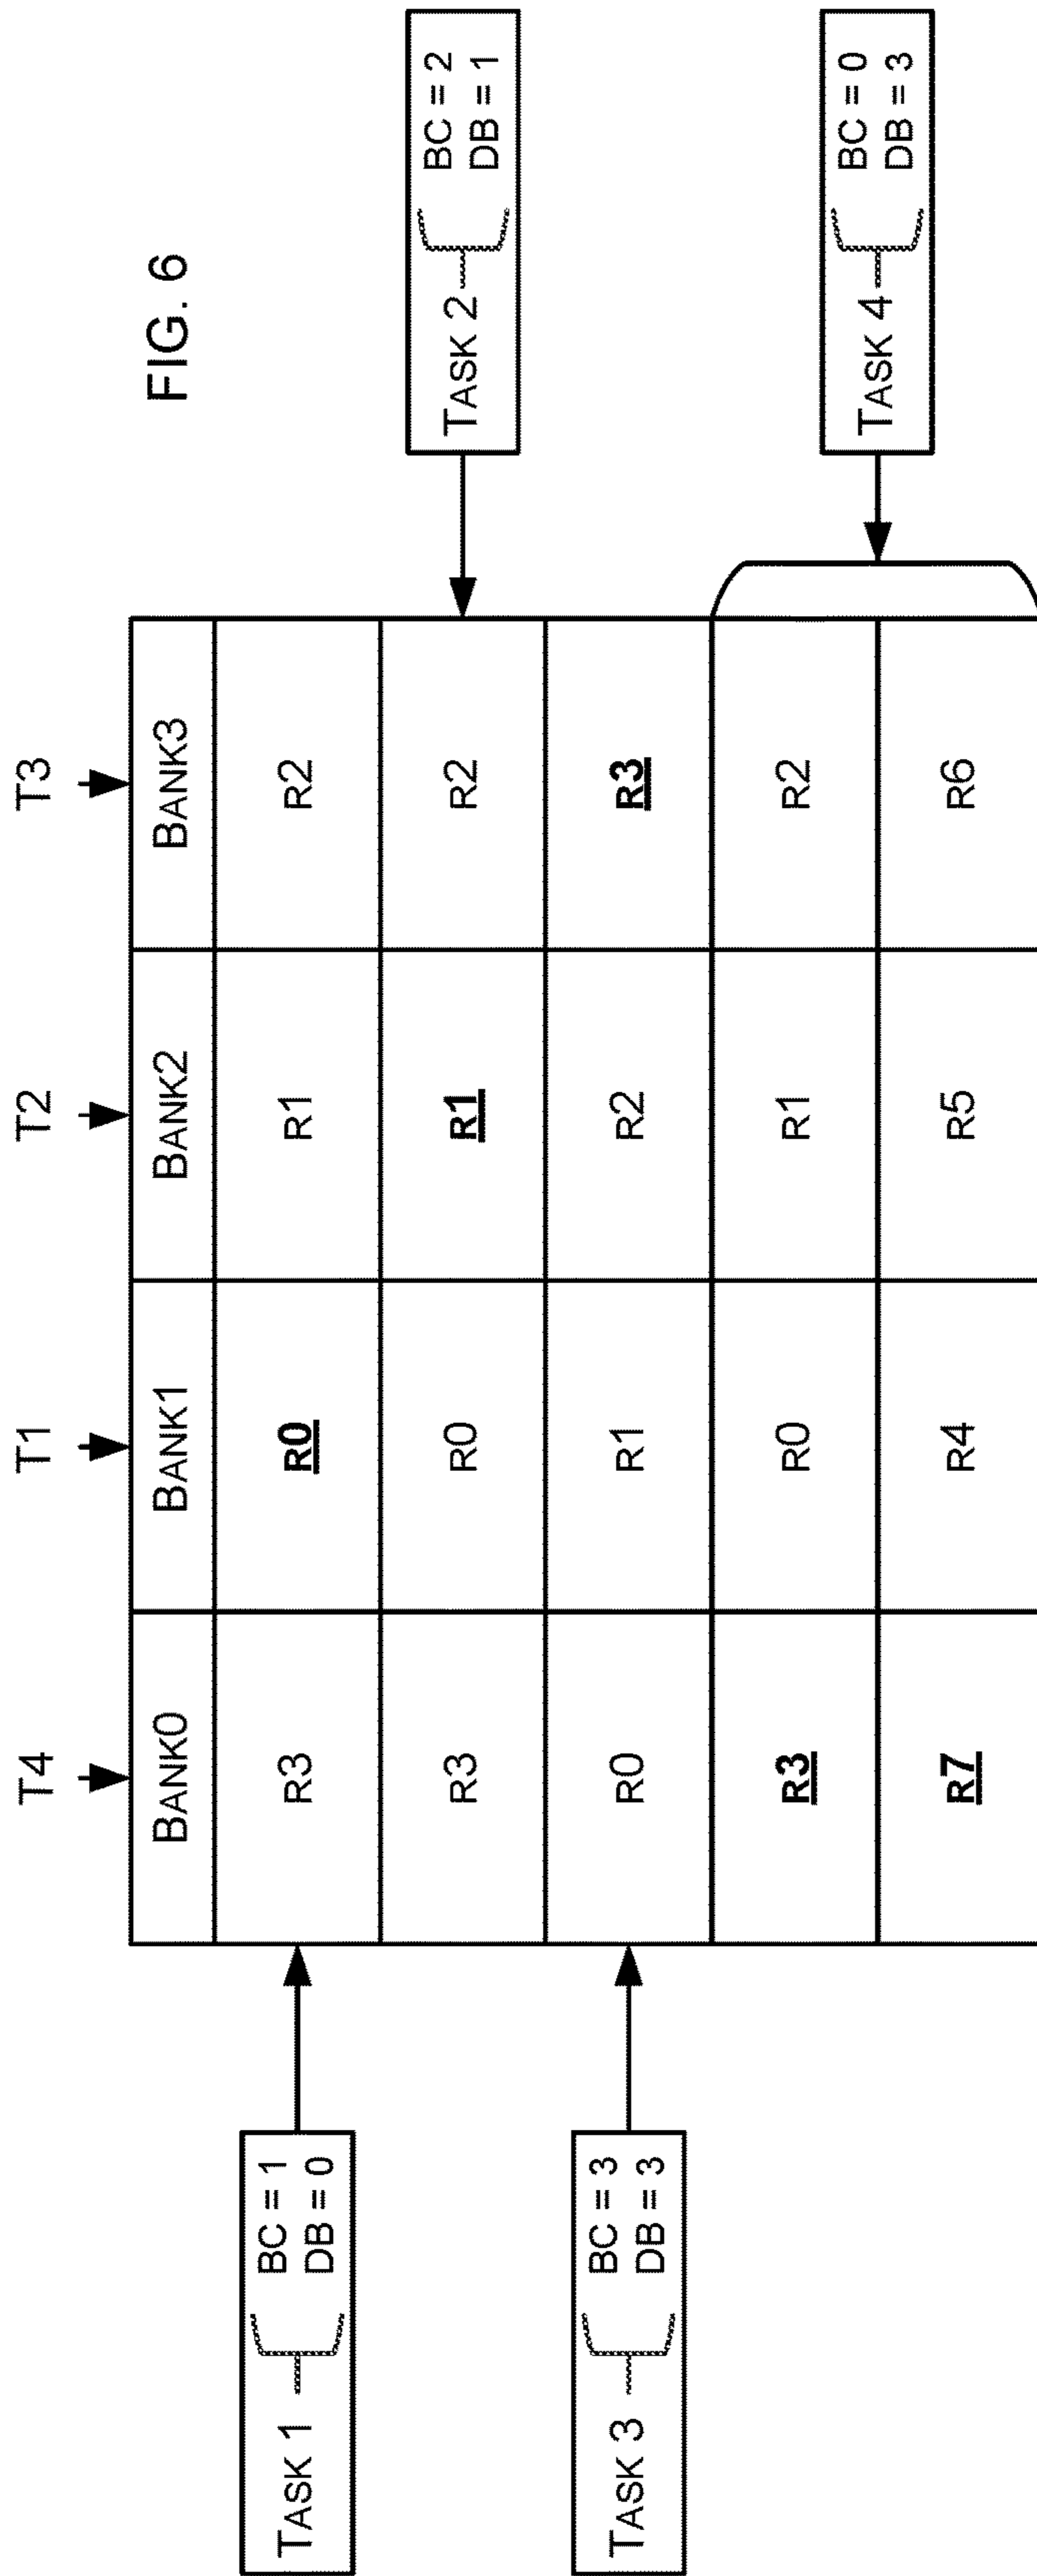 T4 T1 T2 T3
BANK0 BANK1 BANK2 BANK3
FIG. 6
TASK 1
BC = 1
DB = 0
R3 R0 R1 R2
R3 R0 R1 R2
TASK 2
BC = 2
DB = 1
TASK 3
BC = 3
DB = 3
R0 R1 R2 R3
R3 R0 R1 R2
R7 R4 R5 R6
TASK 4
BC = 0
DB = 3